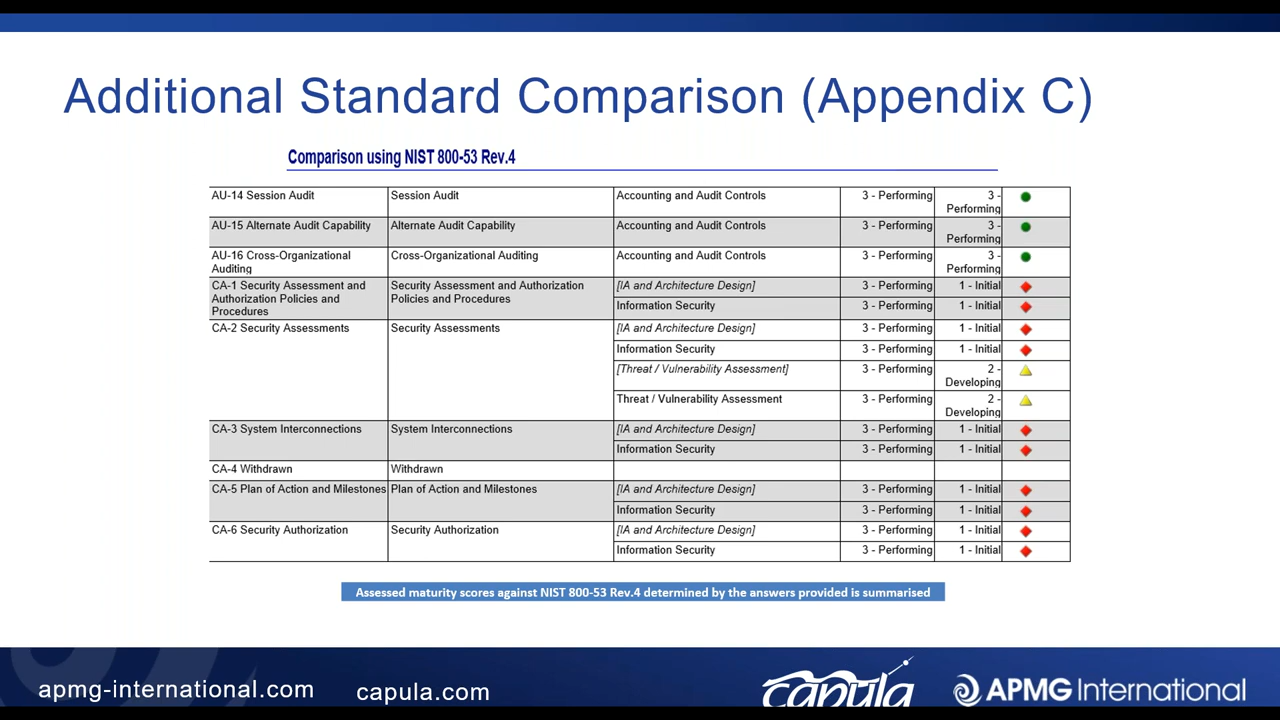 Additional Standard Comparison (Appendix C)
Comparison using NIST 800-53 Rev.4
AU-14 Session Audit Session Audit Accounting and Audit Controls 3 - Performing 3 -
Performing
AU-15 Alternate Audit Capability Alternate Audit Capability Accounting and Audit Controls 3 - Performing 3 -
Performing
AU-16 Cross-Organizational Cross-Organizational Auditing Accounting and Audit Controls 3 - Performing 3 -
Auditing Performing
CA-1 Security Assessment and Security Assessment and Authorization [IA and Architecture Design] 3 - Performing 1 - Initial
Authorization Policies and Policies and Procedures Information Security 3 - Performing 1 - Initial
Procedures
CA-2 Security Assessments Security Assessments [IA and Architecture Design] 3 - Performing 1 - Initial
Information Security 3 - Performing 1 - Initial
[Threat / Vulnerability Assessment] 3 - Performing 2 -
Developing
Threat / Vulnerability Assessment 3 - Performing 2 -
Developing
CA-3 System Interconnections System Interconnections [IA and Architecture Design] 3 - Performing 1 - Initial
Information Security 3 - Performing 1 - Initial
CA-4 Withdrawn Withdrawn
CA-5 Plan of Action and Milestones Plan of Action and Milestones [IA and Architecture Design] 3 - Performing 1 - Initial
Information Security 3 - Performing 1 - Initial
CA-6 Security Authorization Security Authorization [IA and Architecture Design] 3 - Performing 1 - Initial
Information Security 3 - Performing 1 - Initial
Assessed maturity scores against NIST 800-53 Rev.4 determined by the answers provided is summarised
apmg-international.com capula.com capula APMG International